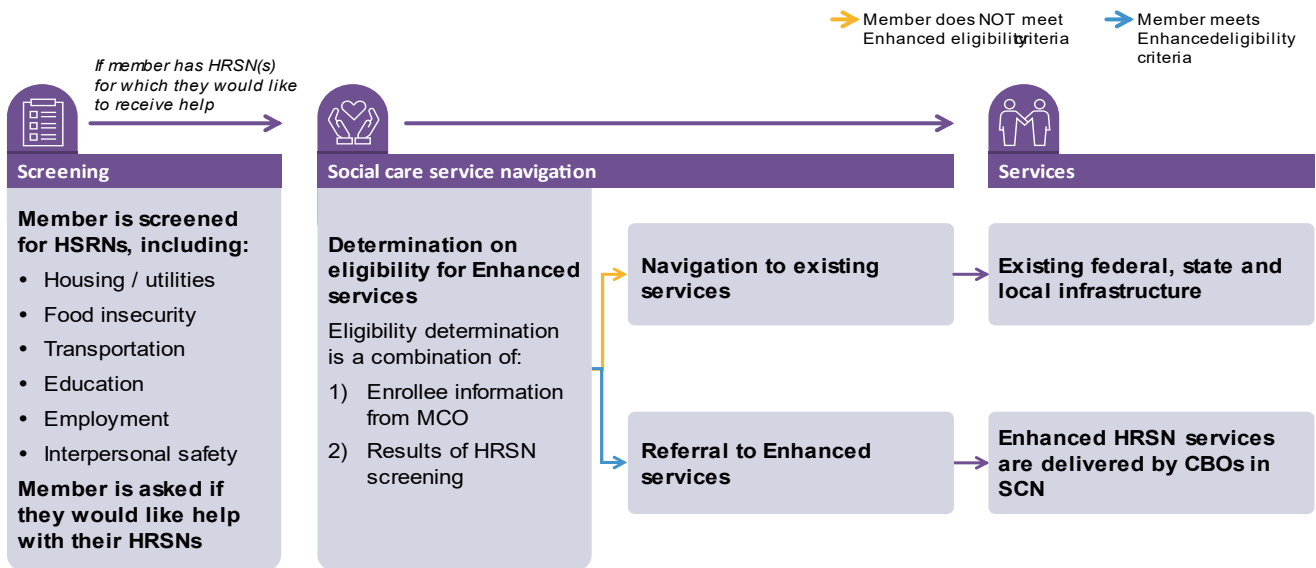 Member does NOT meet
Enhanced eligibility criteria
Member meets
Enhancedeligibility
criteria
If member has HRSN(s)
for which they would like
to receive help
Screening
Social care service navigation
Services
Member is screened
for HSRNs, including:
• Housing / utilities
• Food insecurity
• Transportation
• Education
• Employment
• Interpersonal safety
Member is asked if
they would like help
with their HRSNs
Determination on
eligibility for Enhanced
services
Eligibility determination
is a combination of:
1) Enrollee information
from MCO
2) Results of HRSN
screening
Navigation to existing
services
Existing federal, state and
local infrastructure
Referral to Enhanced
services
Enhanced HRSN services
are delivered by CBOs in
SCN